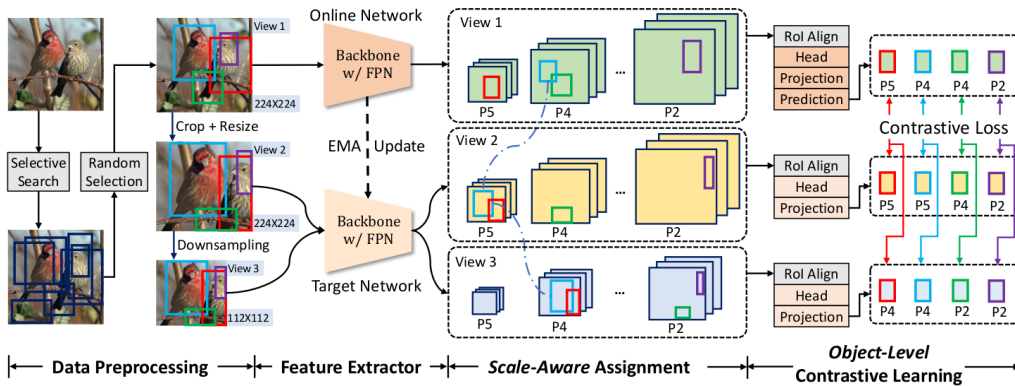 Selective
Search
Random
Selection
View 1
224X224
Crop + Resize
View 2
224X224
Downsampling
View 3
112X112
Online Network
Backbone
w/ FPN
EMA Update
Backbone
w/ FPN
Target Network
View 1
P5
P4
...
P2
View 2
P5
P4
...
P2
View 3
P5
P4
...
P2
RoI Align
Head
Projection
Prediction
P5 P4 P4 P2
Contrastive Loss
RoI Align
Head
Projection
P5 P5 P4 P2
RoI Align
Head
Projection
P4 P4 P2 P2
Data Preprocessing
Feature Extractor
Scale-Aware Assignment
Object-Level
Contrastive Learning